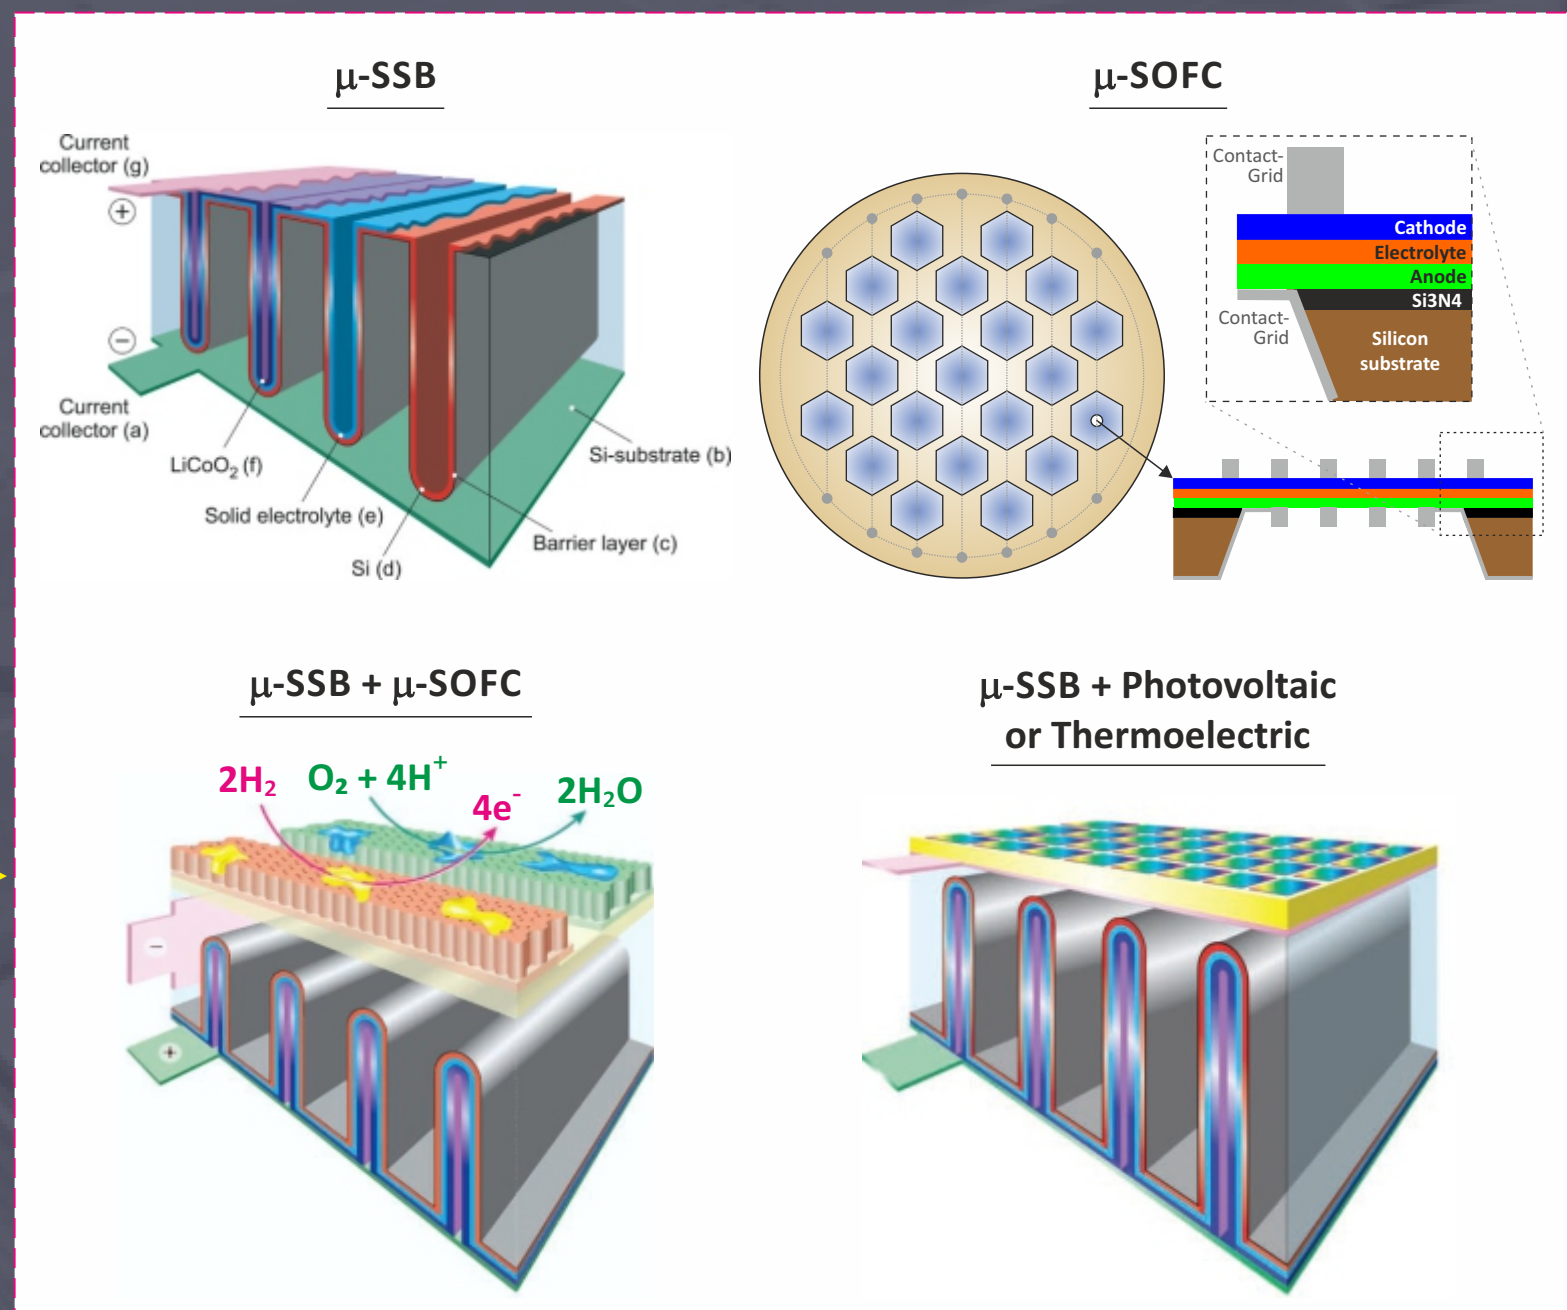 μ-SSB
Current
collector (g)
+
−
Current
collector (a)
LiCoO₂ (f)
Solid electrolyte (e)
Si (d)
Barrier layer (c)
Si-substrate (b)
μ-SOFC
Contact-
Grid
Cathode
Electrolyte
Anode
Si3N4
Contact-
Grid
Silicon
substrate
μ-SSB + μ-SOFC
2H₂
O₂ + 4H⁺
4e⁻
2H₂O
−
+
μ-SSB + Photovoltaic
or Thermoelectric